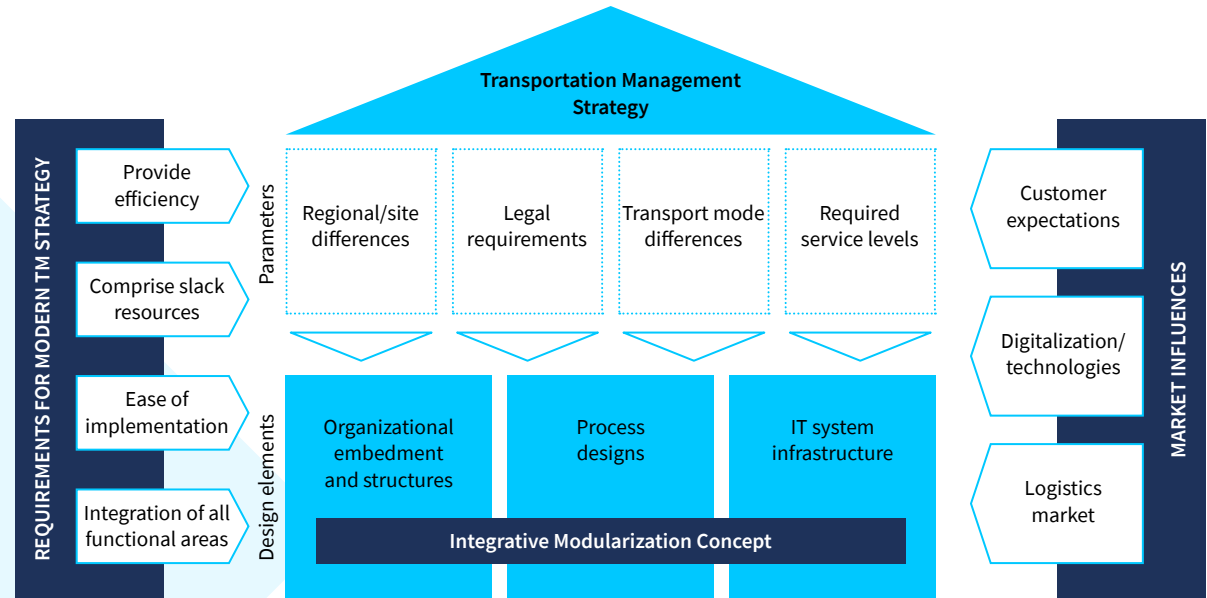 Transportation Management
Strategy
REQUIREMENTS FOR MODERN TM STRATEGY
Provide
efficiency
Comprise slack
resources
Ease of
implementation
Integration of all
functional areas
Parameters
Regional/site
differences
Legal
requirements
Transport mode
differences
Required
service levels
Design elements
Organizational
embedment
and structures
Process
designs
IT system
infrastructure
Integrative Modularization Concept
Customer
expectations
Digitalization/
technologies
Logistics
market
MARKET INFLUENCES